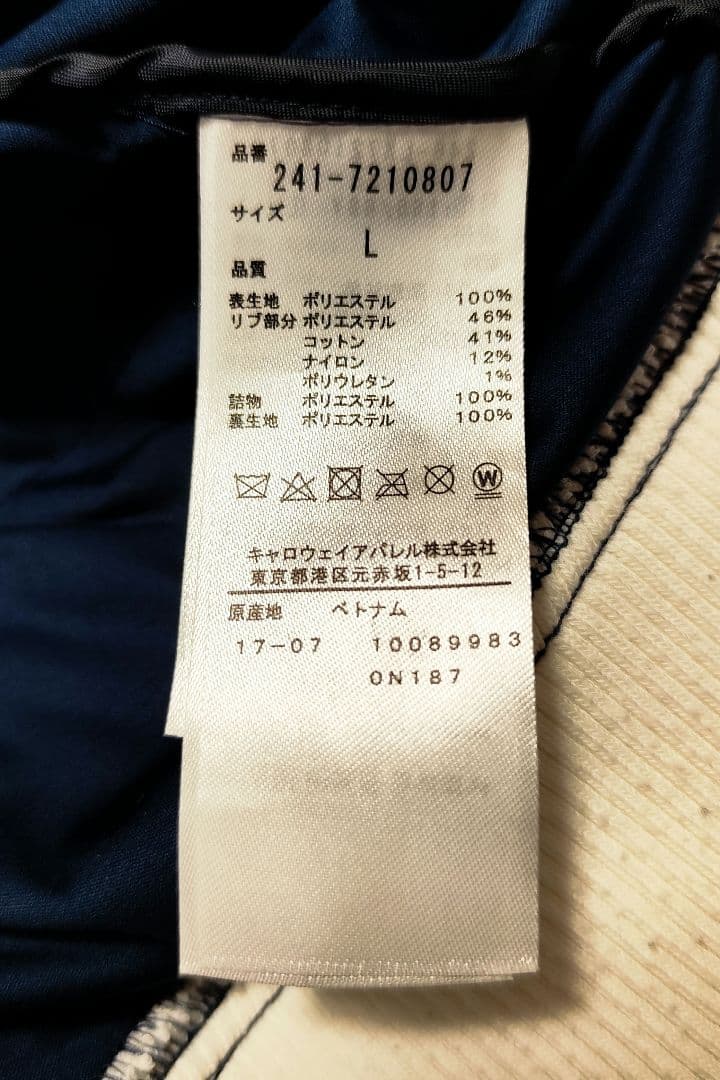 品番
241-7210807
サイズ
L
品質
表生地 ポリエステル 100%
リブ部分 ポリエステル 46%
コットン 41%
ナイロン 12%
ポリウレタン 1%
詰物 ポリエステル 100%
裏生地 ポリエステル 100%
W
キャロウェイアパレル株式会社
東京都港区元赤坂1-5-12
原産地 ベトナム
17-07 10089983
0N187